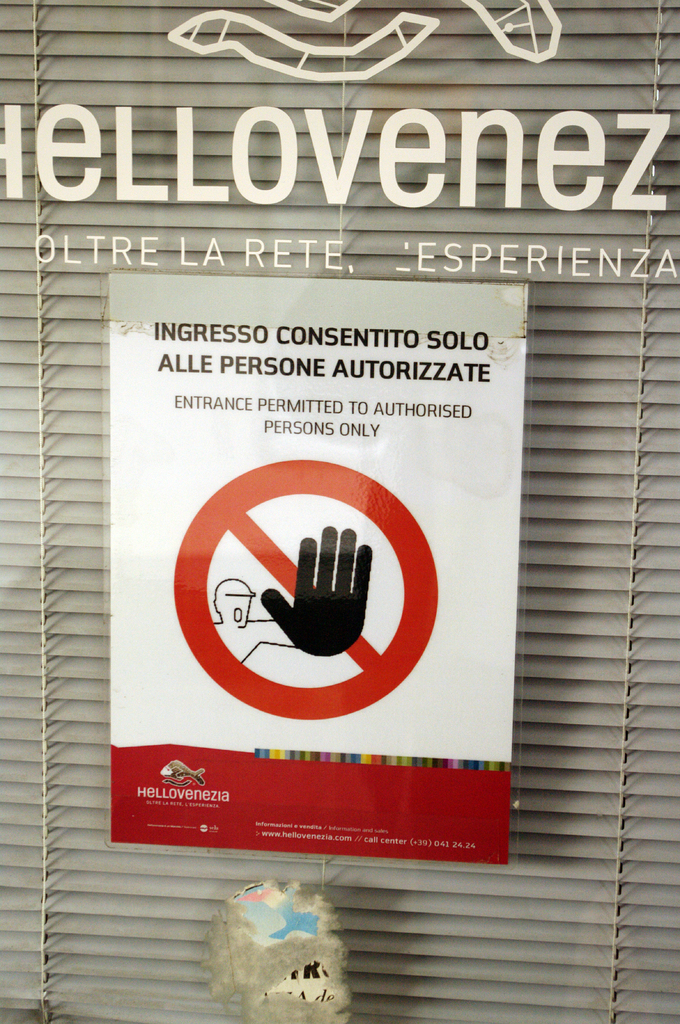 HELLOVENEZ
OLTRE LA RETE, L'ESPERIENZA
INGRESSO CONSENTITO SOLO
ALLE PERSONE AUTORIZZATE
ENTRANCE PERMITTED TO AUTHORISED
PERSONS ONLY
HELLOVENEZIA
OLTRE LA RETE, L'ESPERIENZA.
Informazioni e vendita / Information and sales
> www.hellovenezia.com // call center (+39) 041 24.24
de